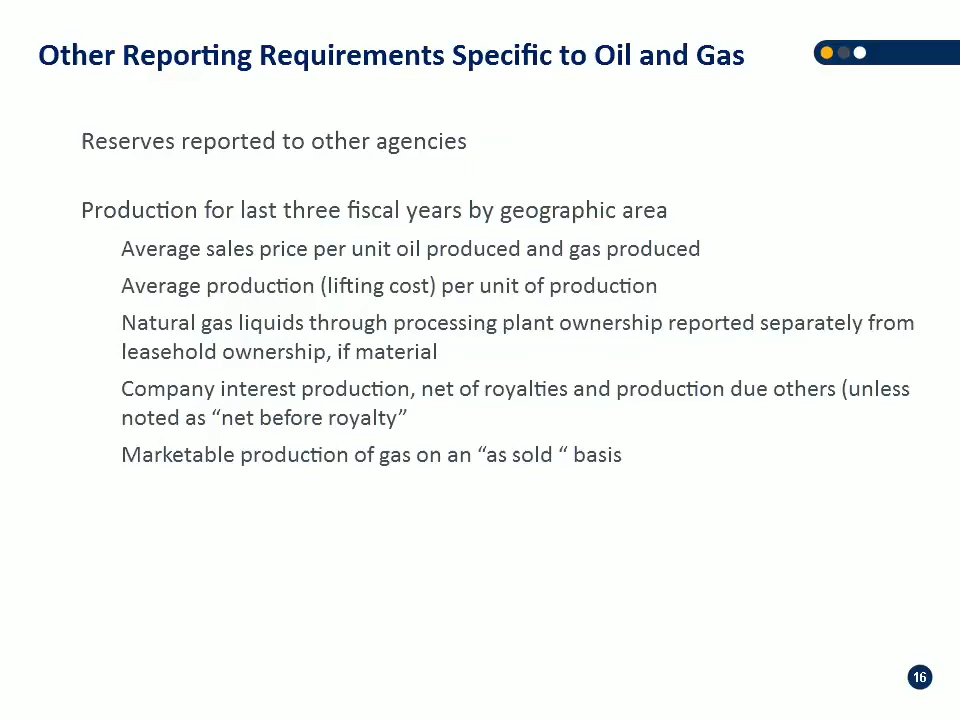 Other Reporting Requirements Specific to Oil and Gas
Reserves reported to other agencies
Production for last three fiscal years by geographic area
Average sales price per unit oil produced and gas produced
Average production (lifting cost) per unit of production
Natural gas liquids through processing plant ownership reported separately from
leasehold ownership, if material
Company interest production, net of royalties and production due others (unless
noted as “net before royalty”
Marketable production of gas on an “as sold “ basis
16